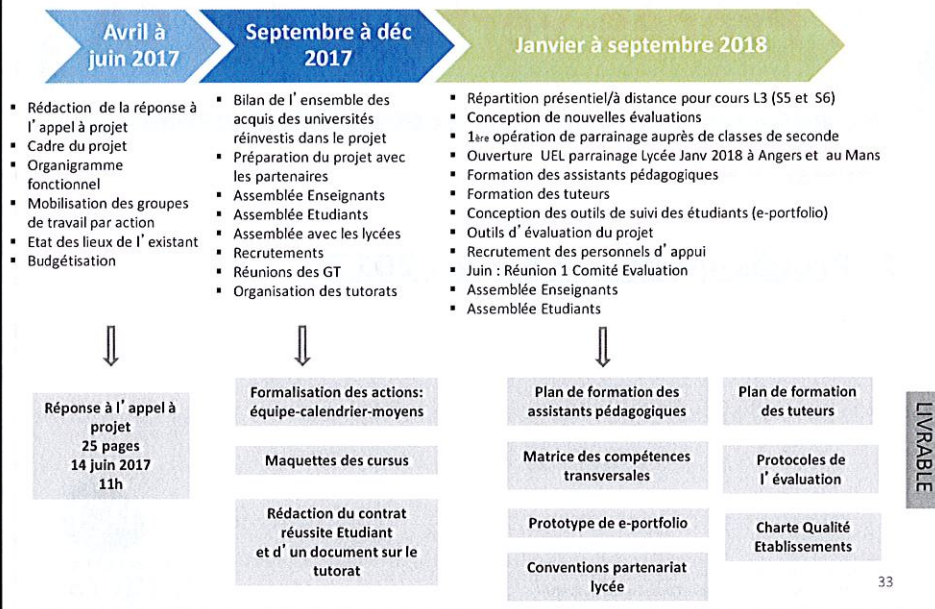 Avril à
juin 2017
Septembre à déc
2017
Janvier à septembre 2018
▪ Rédaction de la réponse à
l'appel à projet
▪ Cadre du projet
▪ Organigramme
fonctionnel
▪ Mobilisation des groupes
de travail par action
▪ Etat des lieux de l'existant
▪ Budgétisation
▪ Bilan de l'ensemble des
acquis des universités
réinvestis dans le projet
▪ Préparation du projet avec
les partenaires
▪ Assemblée Enseignants
▪ Assemblée Etudiants
▪ Assemblée avec les lycées
▪ Recrutements
▪ Réunions des GT
▪ Organisation des tutorats
▪ Répartition présentiel/à distance pour cours L3 (S5 et S6)
▪ Conception de nouvelles évaluations
▪ 1ère opération de parrainage auprès de classes de seconde
▪ Ouverture UEL parrainage Lycée Janv 2018 à Angers et au Mans
▪ Formation des assistants pédagogiques
▪ Formation des tuteurs
▪ Conception des outils de suivi des étudiants (e-portfolio)
▪ Outils d'évaluation du projet
▪ Recrutement des personnels d'appui
▪ Juin : Réunion 1 Comité Evaluation
▪ Assemblée Enseignants
▪ Assemblée Etudiants
Réponse à l'appel à
projet
25 pages
14 juin 2017
11h
Formalisation des actions:
équipe-calendrier-moyens
Maquettes des cursus
Rédaction du contrat
réussite Etudiant
et d'un document sur le
tutorat
Plan de formation des
assistants pédagogiques
Matrice des compétences
transversales
Prototype de e-portfolio
Conventions partenariat
lycée
Plan de formation
des tuteurs
Protocoles de
l'évaluation
Charte Qualité
Etablissements
LIVRABLE
33